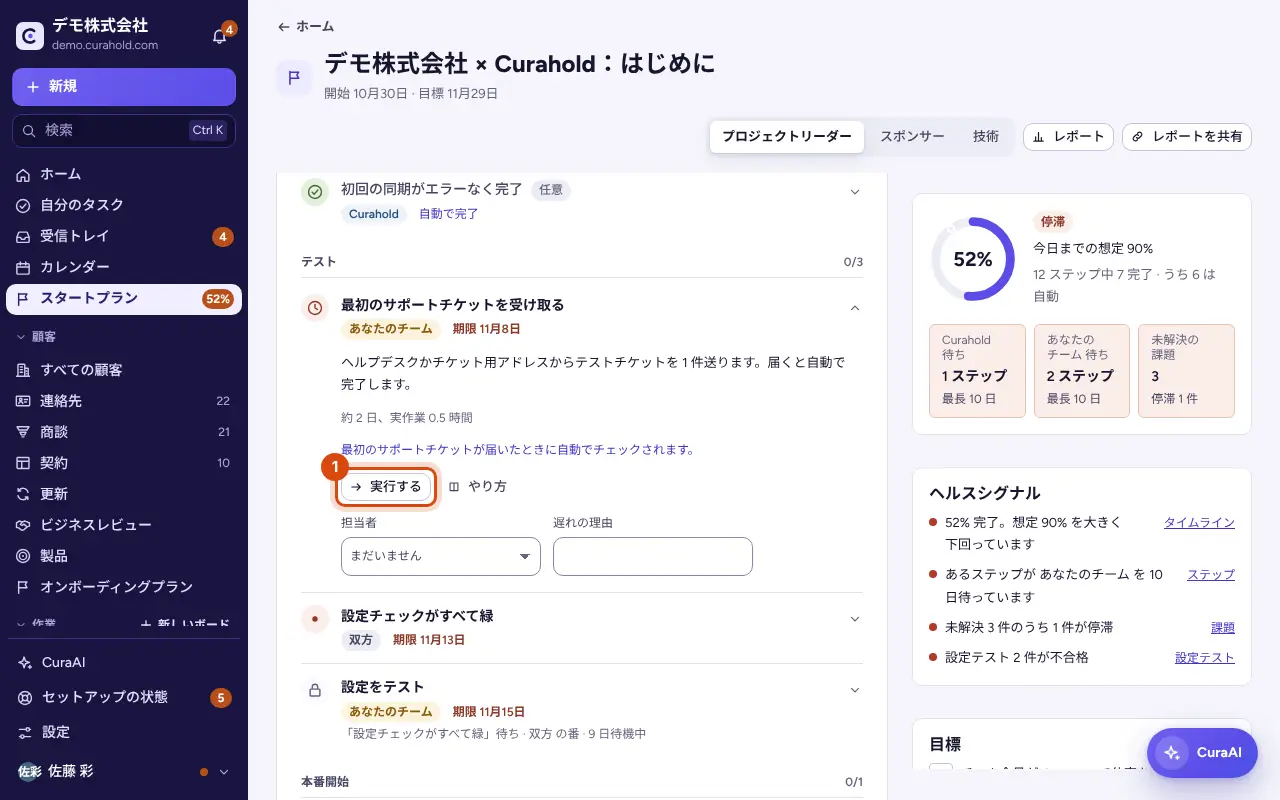 デモ株式会社
demo.curahold.com
4
新規
検索
Ctrl K
ホーム
自分のタスク
受信トレイ
4
カレンダー
スタートプラン
52%
顧客
すべての顧客
連絡先
22
商談
21
契約
10
更新
ビジネスレビュー
製品
オンボーディングプラン
作業
新しいボード
CuraAI
セットアップの状態
5
設定
佐彩
佐藤 彩
ホーム
デモ株式会社 × Curahold：はじめに
開始 10月30日 · 目標 11月29日
プロジェクトリーダー
スポンサー
技術
レポート
レポートを共有
初回の同期がエラーなく完了
任意
Curahold
自動で完了
テスト
0/3
最初のサポートチケットを受け取る
あなたのチーム
期限 11月8日
ヘルプデスクかチケット用アドレスからテストチケットを 1 件送ります。届くと自動で
完了します。
約 2 日、実作業 0.5 時間
最初のサポートチケットが届いたときに自動でチェックされます。
1
実行する
やり方
担当者
遅れの理由
まだいません
設定チェックがすべて緑
双方
期限 11月13日
設定をテスト
あなたのチーム
期限 11月15日
「設定チェックがすべて緑」待ち · 双方 の番 · 9 日待機中
本番開始
0/1
52%
停滞
今日までの想定 90%
12 ステップ中 7 完了 · うち 6 は
自動
Curahold
待ち
1 ステップ
最長 10 日
あなたの
チーム 待ち
2 ステップ
最長 10 日
未解決の
課題
3
停滞 1 件
ヘルスシグナル
52% 完了。想定 90% を大きく
下回っています
タイムライン
あるステップが あなたのチーム を 10
日待っています
ステップ
未解決 3 件のうち 1 件が停滞
課題
設定テスト 2 件が不合格
設定テスト
目標
CuraAI